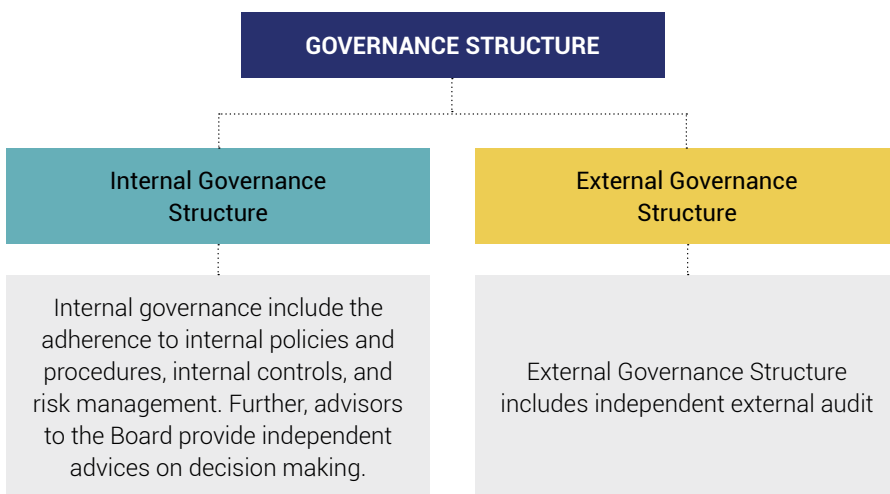 GOVERNANCE STRUCTURE
Internal Governance
Structure
External Governance
Structure
Internal governance include the
adherence to internal policies and
procedures, internal controls, and
risk management. Further, advisors
to the Board provide independent
advices on decision making.
External Governance Structure
includes independent external audit